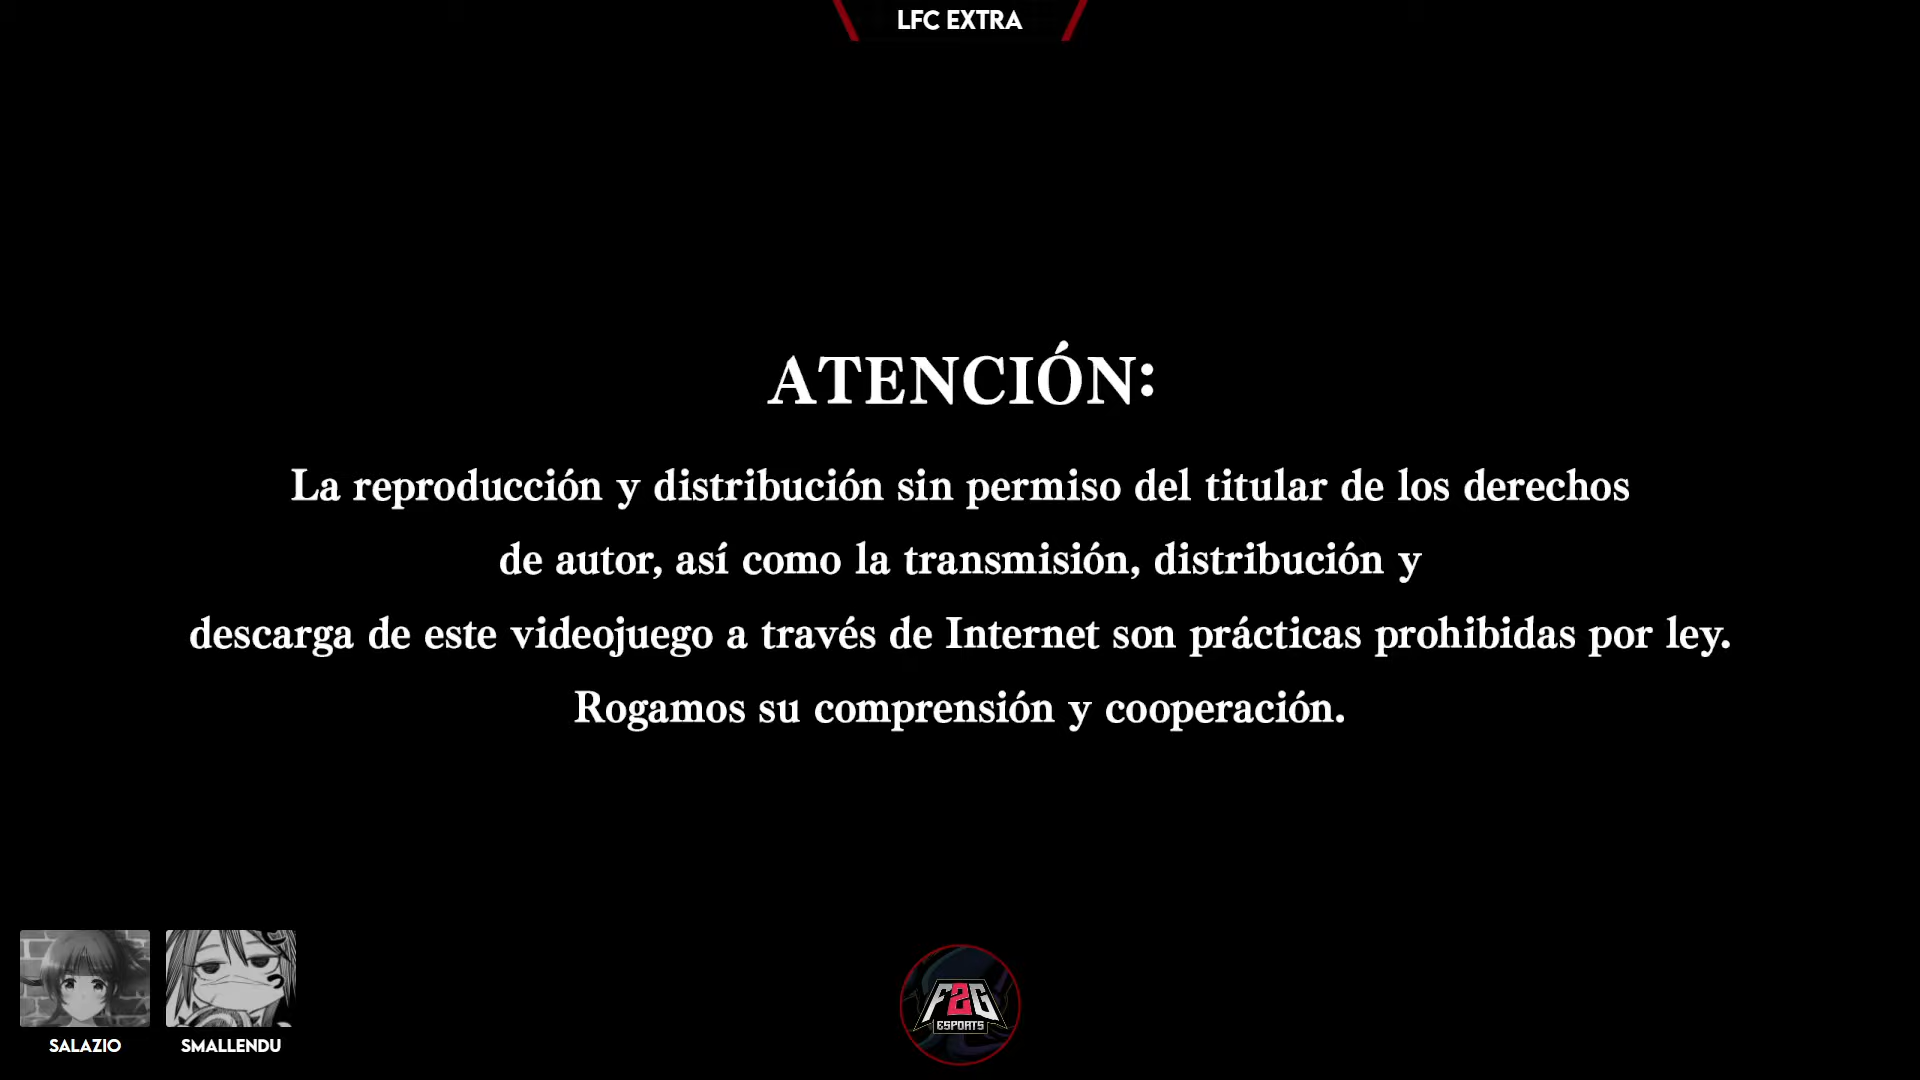 LFC EXTRA
ATENCIÓN:
La reproducción y distribución sin permiso del titular de los derechos
de autor, así como la transmisión, distribución y
descarga de este videojuego a través de Internet son prácticas prohibidas por ley.
Rogamos su comprensión y cooperación.
F2G
ESPORTS
SALAZIO
SMALLENDU